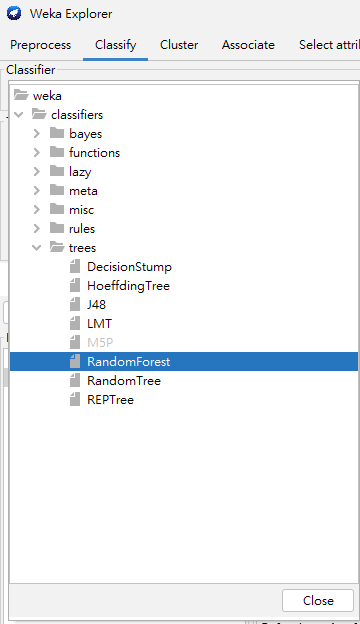 Weka Explorer
Preprocess Classify Cluster Associate Select attri
Classifier
weka
classifiers
bayes
functions
lazy
meta
misc
rules
trees
DecisionStump
HoeffdingTree
J48
LMT
M5P
RandomForest
RandomTree
REPTree
Close